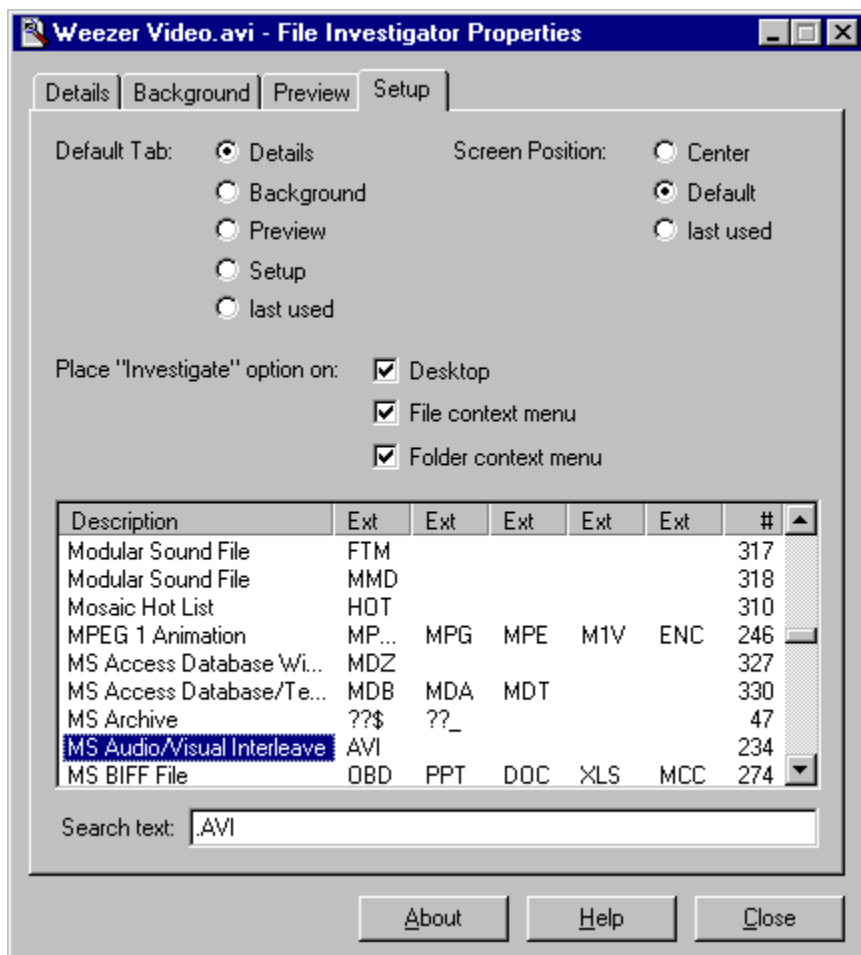 Weezer Video.avi - File Investigator Properties
Details Background Preview Setup
Default Tab: Details Screen Position: Center
Background Default
Preview last used
Setup
last used
Place "Investigate" option on: Desktop
File context menu
Folder context menu
Description Ext Ext Ext Ext Ext #
Modular Sound File FTM 317
Modular Sound File MMD 318
Mosaic Hot List HOT 310
MPEG 1 Animation MP... MPG MPE M1V ENC 246
MS Access Database Wi... MDZ 327
MS Access Database/Te... MDB MDA MDT 330
MS Archive ??$ ??_ 47
MS Audio/Visual Interleave AVI 234
MS BIFF File OBD PPT DOC XLS MCC 274
Search text: .AVI
About Help Close